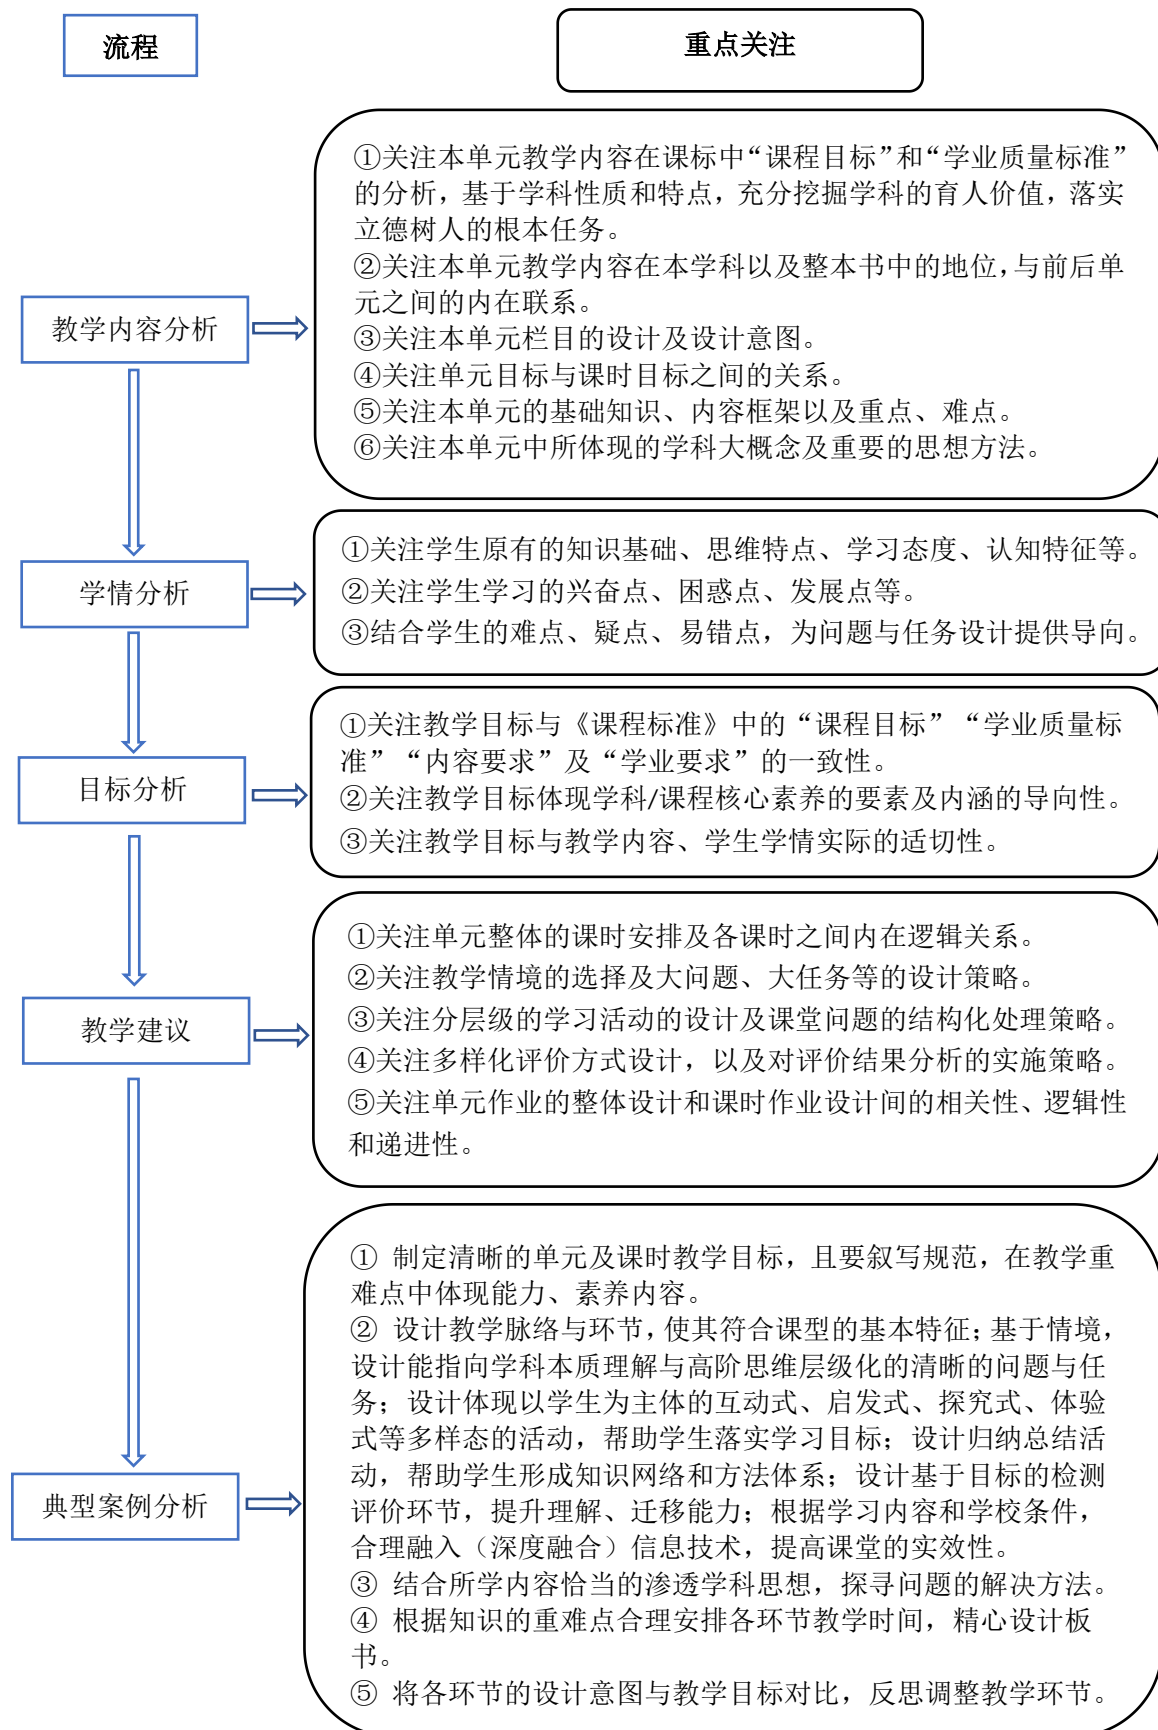 流程
重点关注
①关注本单元教学内容在课标中“课程目标”和“学业质量标准”
的分析，基于学科性质和特点，充分挖掘学科的育人价值，落实
立德树人的根本任务。
②关注本单元教学内容在本学科以及整本书中的地位，与前后单
元之间的内在联系。
③关注本单元栏目的设计及设计意图。
④关注单元目标与课时目标之间的关系。
⑤关注本单元的基础知识、内容框架以及重点、难点。
⑥关注本单元中所体现的学科大概念及重要的思想方法。
教学内容分析
①关注学生原有的知识基础、思维特点、学习态度、认知特征等。
②关注学生学习的兴奋点、困惑点、发展点等。
③结合学生的难点、疑点、易错点，为问题与任务设计提供导向。
学情分析
①关注教学目标与《课程标准》中的“课程目标”“学业质量标
准”“内容要求”及“学业要求”的一致性。
②关注教学目标体现学科/课程核心素养的要素及内涵的导向性。
③关注教学目标与教学内容、学生学情实际的适切性。
目标分析
①关注单元整体的课时安排及各课时之间内在逻辑关系。
②关注教学情境的选择及大问题、大任务等的设计策略。
③关注分层级的学习活动的设计及课堂问题的结构化处理策略。
④关注多样化评价方式设计，以及对评价结果分析的实施策略。
⑤关注单元作业的整体设计和课时作业设计间的相关性、逻辑性
和递进性。
教学建议
① 制定清晰的单元及课时教学目标，且要叙写规范，在教学重
难点中体现能力、素养内容。
② 设计教学脉络与环节，使其符合课型的基本特征；基于情境，
设计能指向学科本质理解与高阶思维层级化的清晰的问题与任
务；设计体现以学生为主体的互动式、启发式、探究式、体验
式等多样态的活动，帮助学生落实学习目标；设计归纳总结活
动，帮助学生形成知识网络和方法体系；设计基于目标的检测
评价环节，提升理解、迁移能力；根据学习内容和学校条件，
合理融入（深度融合）信息技术，提高课堂的实效性。
③ 结合所学内容恰当的渗透学科思想，探寻问题的解决方法。
④ 根据知识的重难点合理安排各环节教学时间，精心设计板
书。
⑤ 将各环节的设计意图与教学目标对比，反思调整教学环节。
典型案例分析